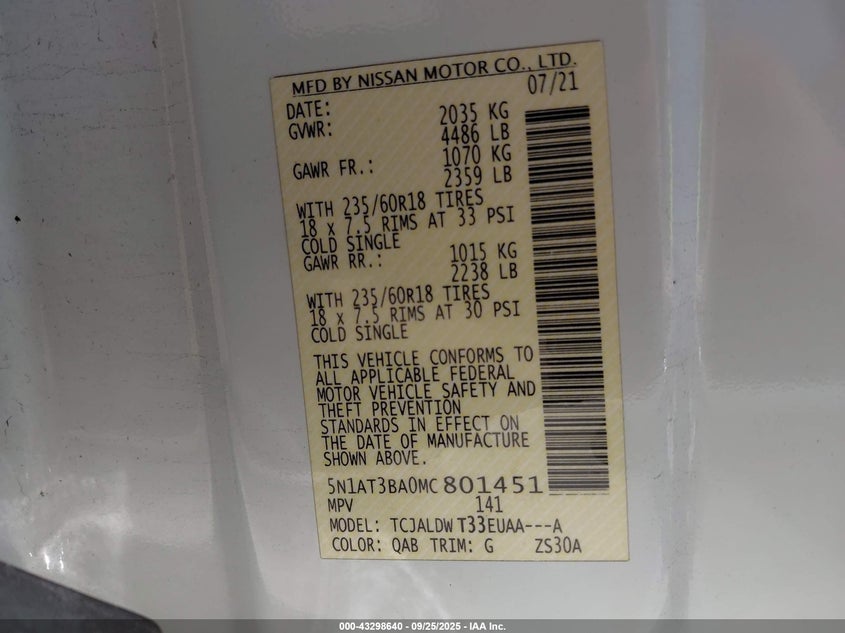 MFD BY NISSAN MOTOR CO., LTD.
DATE: 07/21
GVWR: 2035 KG
4486 LB
GAWR FR.: 1070 KG
2359 LB
WITH 235/60R18 TIRES
18 x 7.5 RIMS AT 33 PSI
COLD SINGLE
GAWR RR.: 1015 KG
2238 LB
WITH 235/60R18 TIRES
18 x 7.5 RIMS AT 30 PSI
COLD SINGLE
THIS VEHICLE CONFORMS TO
ALL APPLICABLE FEDERAL
MOTOR VEHICLE SAFETY AND
THEFT PREVENTION
STANDARDS IN EFFECT ON
THE DATE OF MANUFACTURE
SHOWN ABOVE.
5N1AT3BA0MC801451
MPV 141
MODEL: TCJALDWT33EUAA---A
COLOR: QAB TRIM: G ZS30A
000-43298640 - 09/25/2025 - IAA Inc.